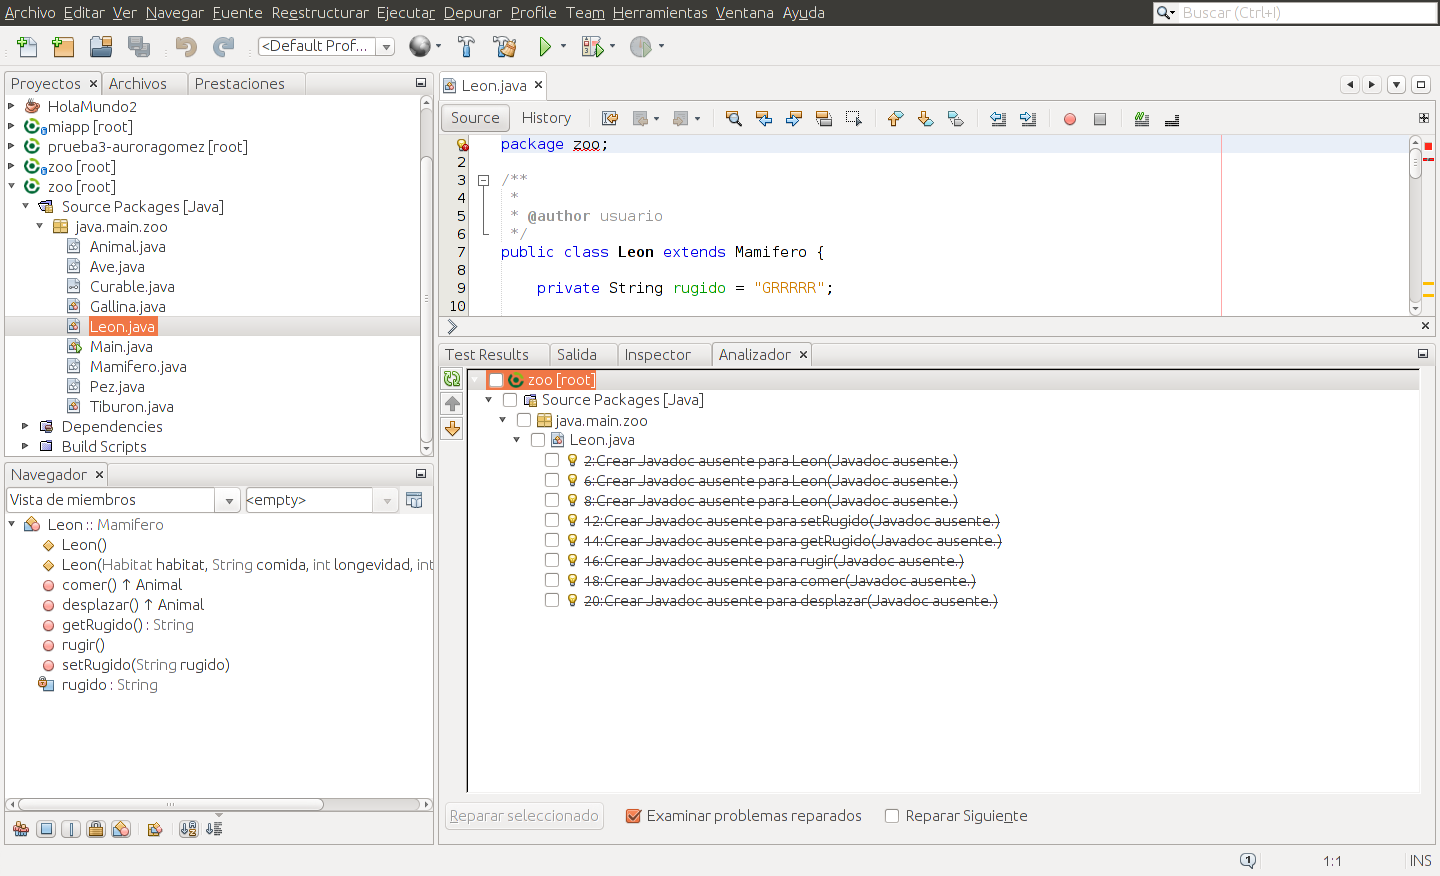 Archivo Editar Ver Navegar Fuente Reestructurar Ejecutar Depurar Profile Team Herramientas Ventana Ayuda
Buscar (Ctrl+I)
<Default Prof...
Proyectos Archivos Prestaciones
HolaMundo2
miapp [root]
prueba3-auroragomez [root]
zoo [root]
zoo [root]
Source Packages [Java]
java.main.zoo
Animal.java
Ave.java
Curable.java
Gallina.java
Leon.java
Main.java
Mamifero.java
Pez.java
Tiburon.java
Dependencies
Build Scripts
Navegador
Vista de miembros <empty>
Leon :: Mamifero
Leon()
Leon(Habitat habitat, String comida, int longevidad, int
comer() ↑ Animal
desplazar() ↑ Animal
getRugido() : String
rugir()
setRugido(String rugido)
rugido : String
Leon.java
Source History
package zoo;
2
3 /**
4 *
5 * @author usuario
6 */
7 public class Leon extends Mamifero {
8
9 private String rugido = "GRRRRR";
10
Test Results Salida Inspector Analizador
zoo [root]
Source Packages [Java]
java.main.zoo
Leon.java
2:Crear Javadoc ausente para Leon(Javadoc ausente.)
6:Crear Javadoc ausente para Leon(Javadoc ausente.)
8:Crear Javadoc ausente para Leon(Javadoc ausente.)
12:Crear Javadoc ausente para setRugido(Javadoc ausente.)
14:Crear Javadoc ausente para getRugido(Javadoc ausente.)
16:Crear Javadoc ausente para rugir(Javadoc ausente.)
18:Crear Javadoc ausente para comer(Javadoc ausente.)
20:Crear Javadoc ausente para desplazar(Javadoc ausente.)
Reparar seleccionado Examinar problemas reparados Reparar Siguiente
1 1:1 INS